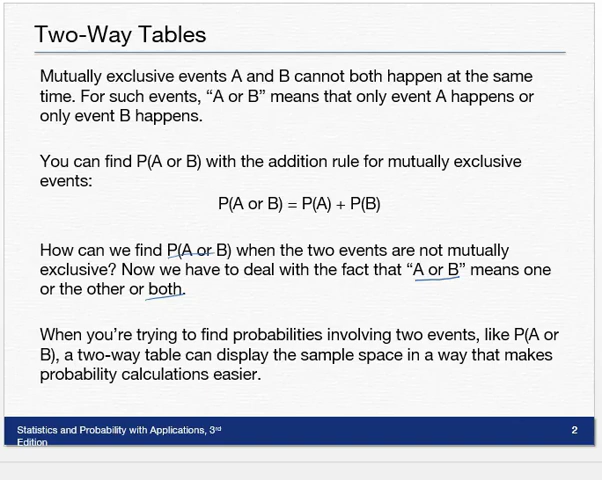 Two-Way Tables
Mutually exclusive events A and B cannot both happen at the same
time. For such events, “A or B” means that only event A happens or
only event B happens.
You can find P(A or B) with the addition rule for mutually exclusive
events:
P(A or B) = P(A) + P(B)
How can we find P(A or B) when the two events are not mutually
exclusive? Now we have to deal with the fact that “A or B” means one
or the other or both.
When you’re trying to find probabilities involving two events, like P(A or
B), a two-way table can display the sample space in a way that makes
probability calculations easier.
Statistics and Probability with Applications, 3rd
Edition
2